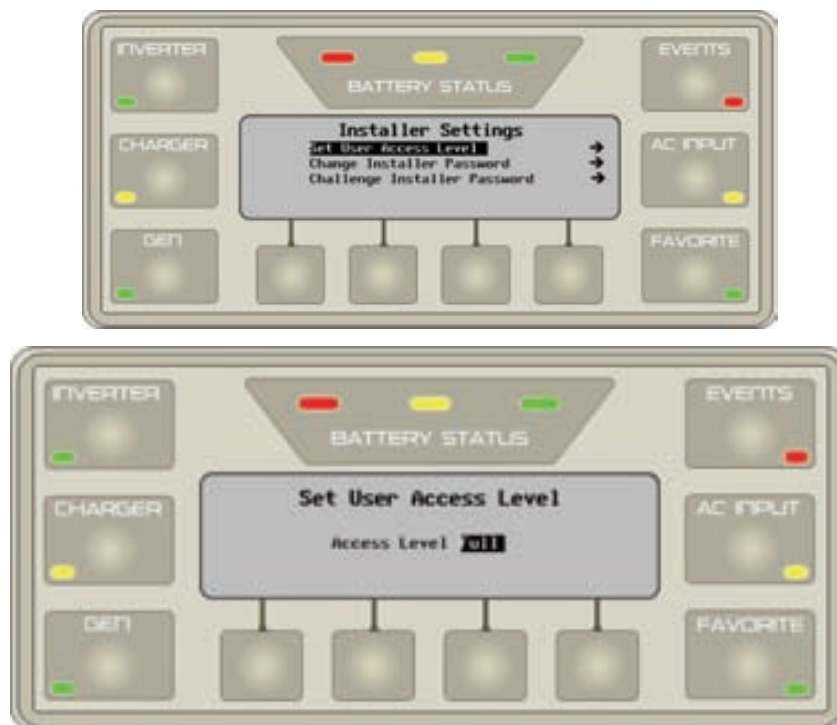 INVERTER
EVENTS
BATTERY STATUS
CHARGER
Installer Settings
Set User Access Level
Change Installer Password
Challenge Installer Password
AC INPUT
GEN
FAVORITE
INVERTER
EVENTS
BATTERY STATUS
CHARGER
Set User Access Level
Access Level Full
AC INPUT
GEN
FAVORITE